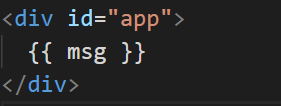 <div id="app">
  {{ msg }}
</div>